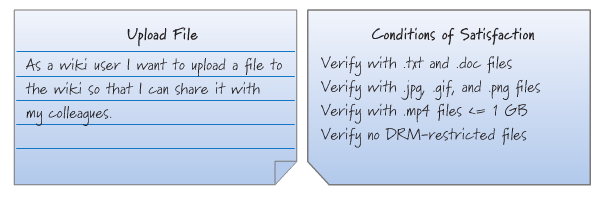 Upload File
As a wiki user I want to upload a file to
the wiki so that I can share it with
my colleagues.
Conditions of Satisfaction
Verify with .txt and .doc files
Verify with .jpg, .gif, and .png files
Verify with .mp4 files <= 1 GB
Verify no DRM-restricted files